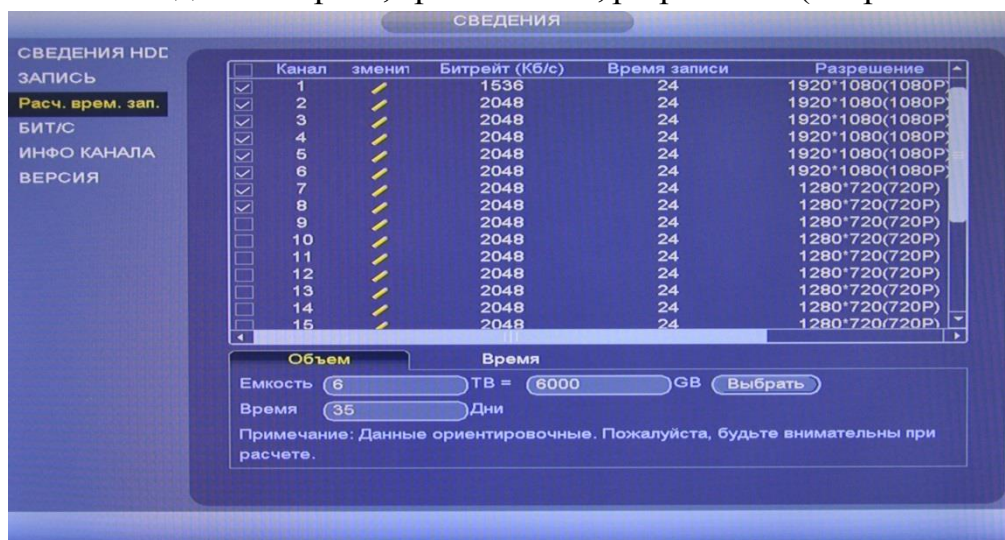 СВЕДЕНИЯ
СВЕДЕНИЯ HDD
ЗАПИСЬ
Расч. врем. зап.
БИТ/С
ИНФО КАНАЛА
ВЕРСИЯ
Канал зменит Битрейт (Кб/с) Время записи Разрешение
1 1536 24 1920*1080(1080P)
2 2048 24 1920*1080(1080P)
3 2048 24 1920*1080(1080P)
4 2048 24 1920*1080(1080P)
5 2048 24 1920*1080(1080P)
6 2048 24 1920*1080(1080P)
7 2048 24 1280*720(720P)
8 2048 24 1280*720(720P)
9 2048 24 1280*720(720P)
10 2048 24 1280*720(720P)
11 2048 24 1280*720(720P)
12 2048 24 1280*720(720P)
13 2048 24 1280*720(720P)
14 2048 24 1280*720(720P)
15 2048 24 1280*720(720P)
Объем Время
Емкость 6 TB = 6000 GB Выбрать
Время 35 Дни
Примечание: Данные ориентировочные. Пожалуйста, будьте внимательны при
расчете.